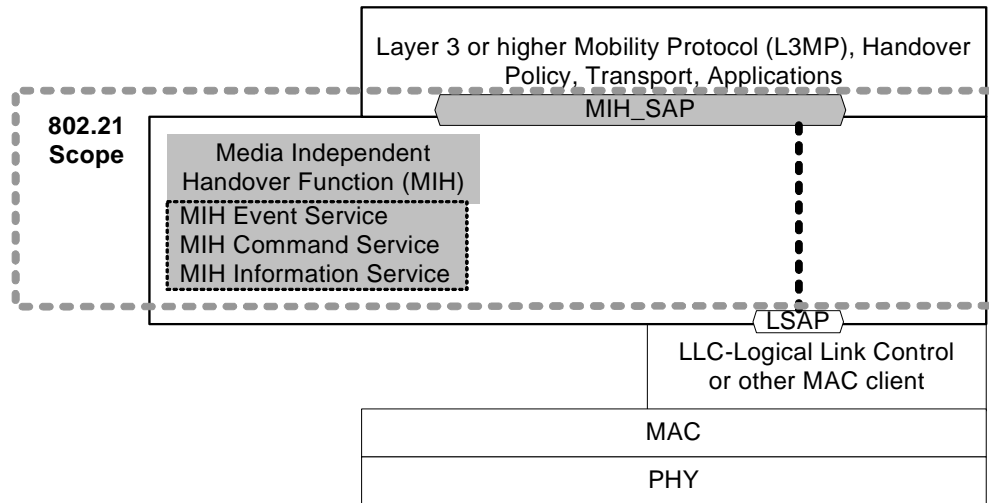 Layer 3 or higher Mobility Protocol (L3MP), Handover
Policy, Transport, Applications
MIH_SAP
802.21
Scope
Media Independent
Handover Function (MIH)
MIH Event Service
MIH Command Service
MIH Information Service
LSAP
LLC-Logical Link Control
or other MAC client
MAC
PHY